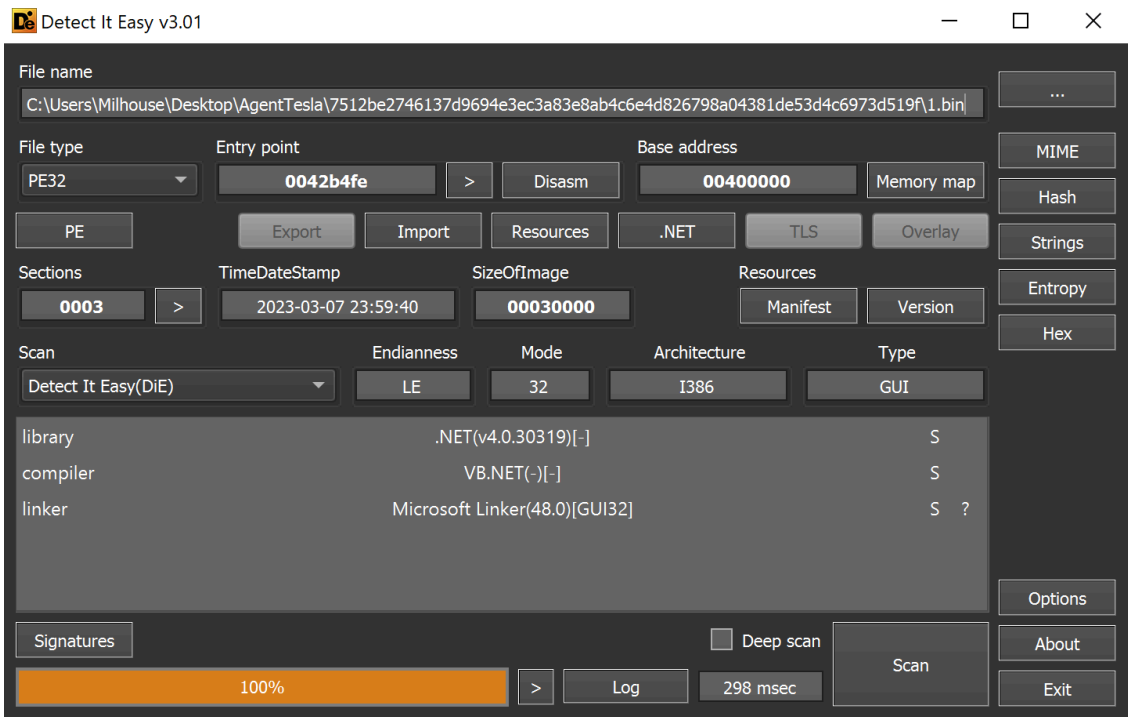 Detect It Easy v3.01
File name
C:\Users\Milhouse\Desktop\AgentTesla\7512be2746137d9694e3ec3a83e8ab4c6e4d826798a04381de53d4c6973d519f\1.bin
...
File type Entry point Base address
PE32 0042b4fe > Disasm 00400000 Memory map
MIME
Hash
PE Export Import Resources .NET TLS Overlay
Strings
Sections TimeDateStamp SizeOfImage Resources
0003 > 2023-03-07 23:59:40 00030000 Manifest Version
Entropy
Hex
Scan Endianness Mode Architecture Type
Detect It Easy(DiE) LE 32 I386 GUI
library .NET(v4.0.30319)[-] S
compiler VB.NET(-)[-] S
linker Microsoft Linker(48.0)[GUI32] S ?
Options
Signatures Deep scan Scan About
100% > Log 298 msec Exit